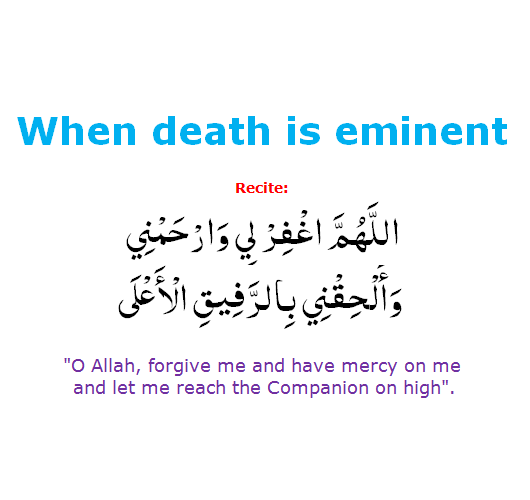 When death is eminent
Recite:
اللَّهُمَّ اغْفِرْ لِي وَارْحَمْنِي
وَأَلْحِقْنِي بِالرَّفِيقِ الْأَعْلَى
"O Allah, forgive me and have mercy on me
and let me reach the Companion on high".